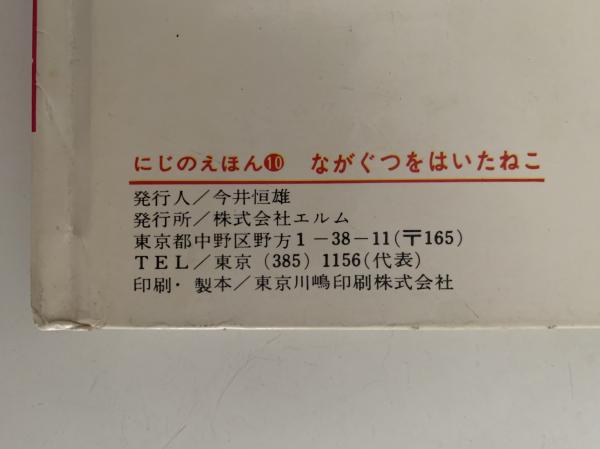 にじのえほん❿ ながぐつをはいたねこ
発行人／今井恒雄
発行所／株式会社エルム
東京都中野区野方1－38－11(〒165)
TEL／東京（385）1156(代表)
印刷・製本／東京川嶋印刷株式会社